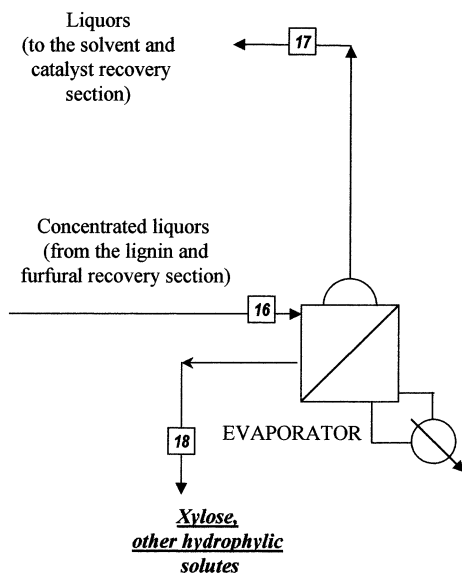 Liquors
(to the solvent and
catalyst recovery
section)
17
Concentrated liquors
(from the lignin and
furfural recovery section)
16
18
EVAPORATOR
Xylose,
other hydrophylic
solutes